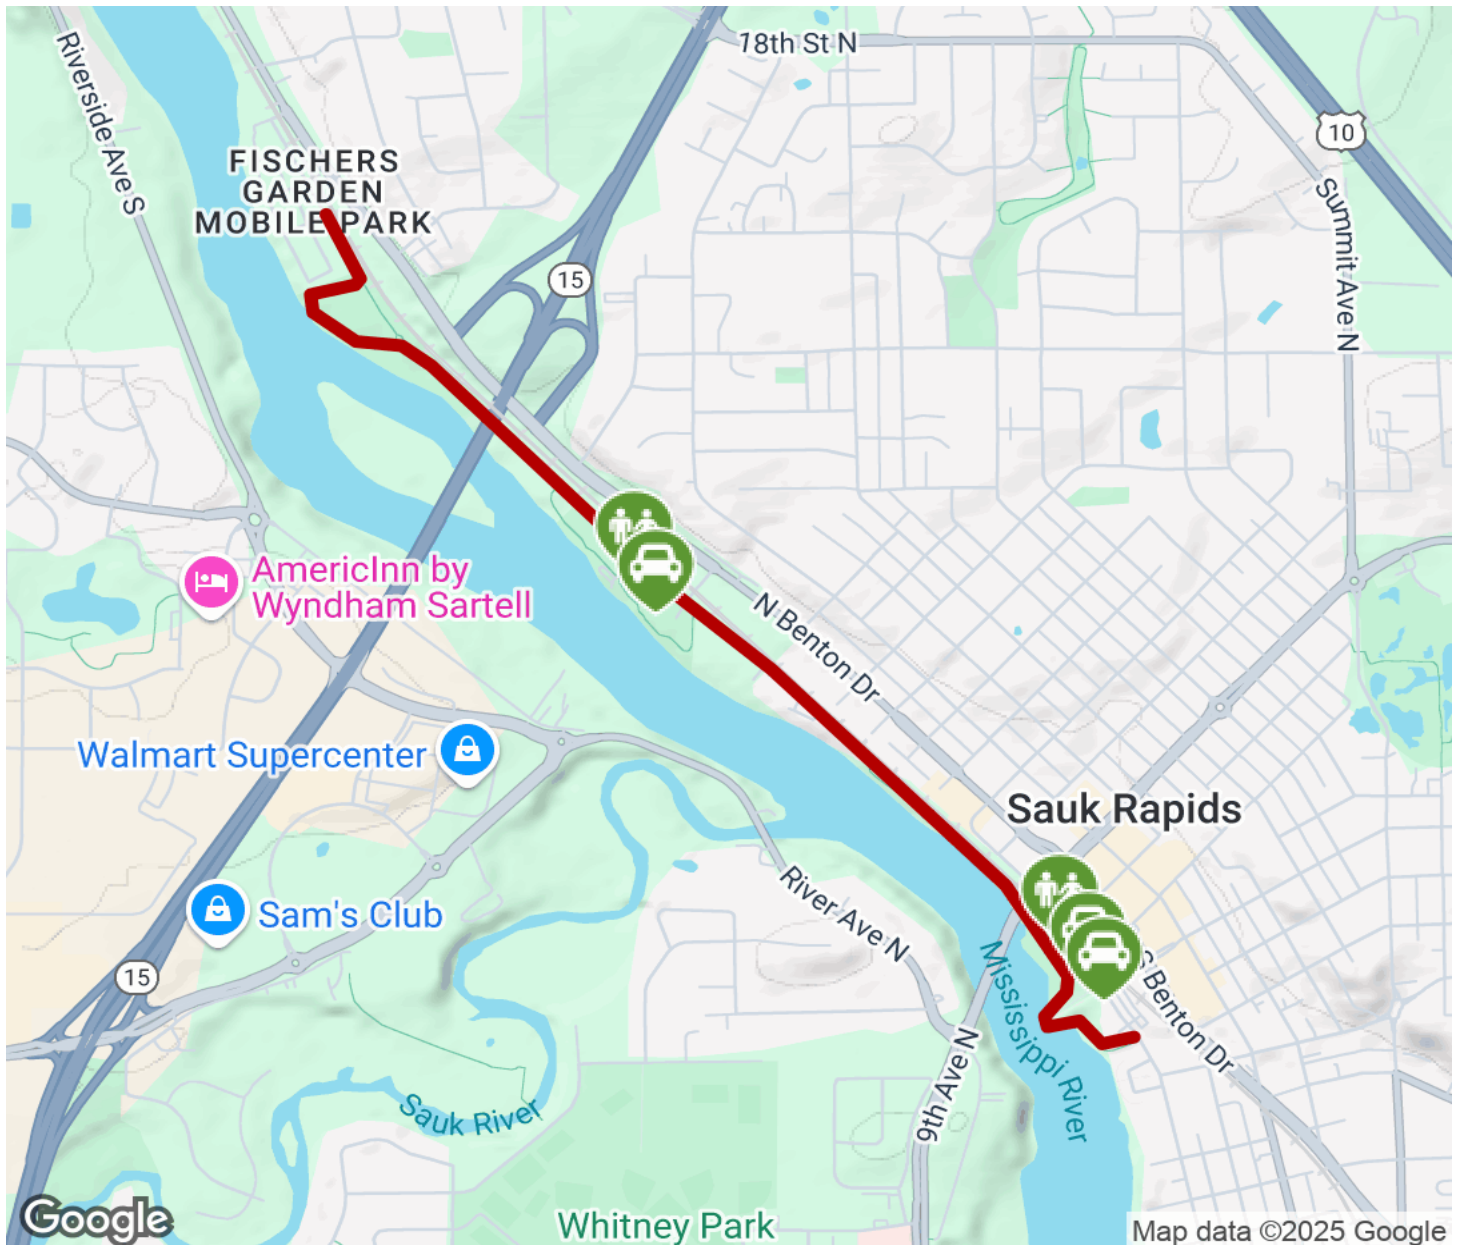 18th St N
Riverside Ave S
10
FISCHERS
GARDEN
MOBILE PARK
Summit Ave N
15
AmericInn by
Wyndham Sartell
N Benton Dr
Walmart Supercenter
Sauk Rapids
River Ave N
Sam's Club
Mississippi River
15
S Benton Dr
9th Ave N
Sauk River
Whitney Park
Google
Map data ©2025 Google